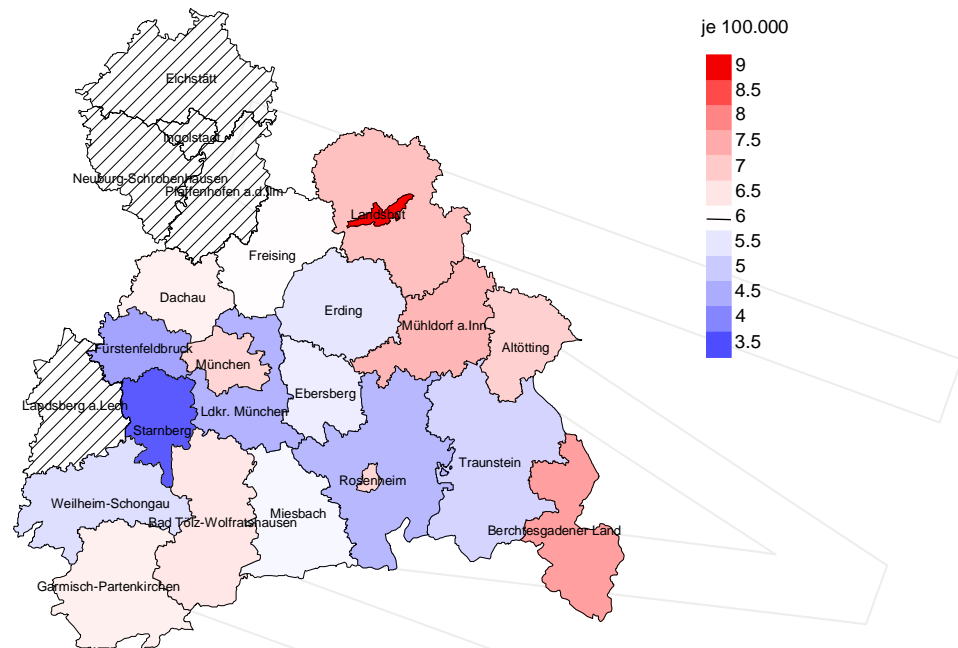 je 100.000
9
8.5
8
7.5
7
6.5
6
5.5
5
4.5
4
3.5
Eichstätt
Ingolstadt
Neuburg-Schrobenhausen
Pfaffenhofen a.d.Ilm
Landshut
Freising
Dachau
Erding
Mühldorf a.Inn
Altötting
Fürstenfeldbruck
München
Ebersberg
Landsberg a.Lech
Ldkr. München
Starnberg
Traunstein
Rosenheim
Weilheim-Schongau
Miesbach
Bad Tölz-Wolfratshausen
Berchtesgadener Land
Garmisch-Partenkirchen